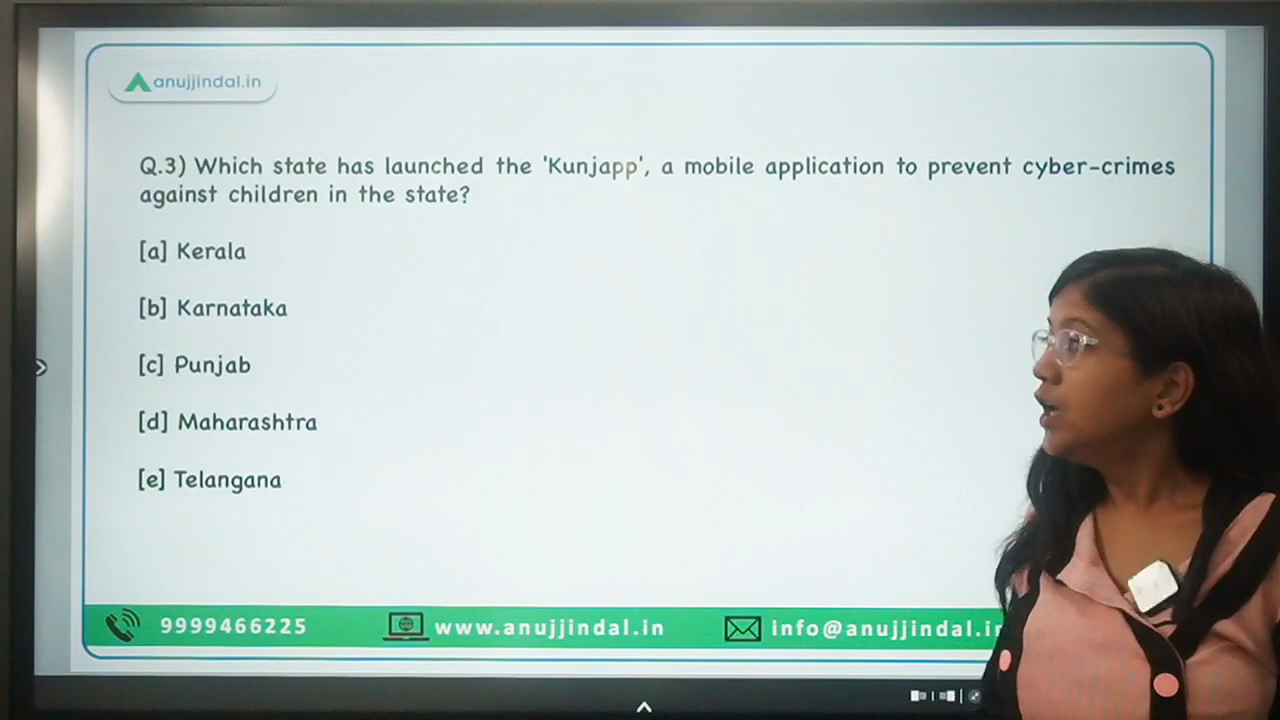 anujjindal.in
Q.3) Which state has launched the 'Kunjapp', a mobile application to prevent cyber-crimes
against children in the state?
[a] Kerala
[b] Karnataka
[c] Punjab
[d] Maharashtra
[e] Telangana
9999466225 www.anujjindal.in info@anujjindal.in